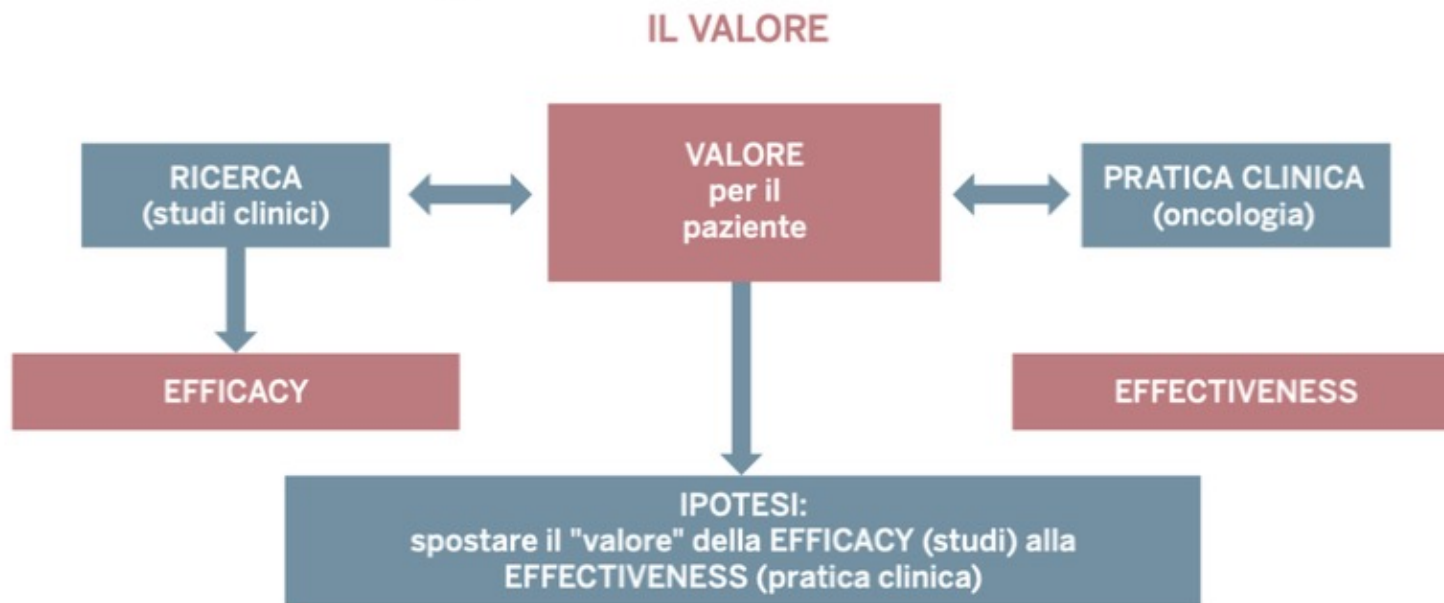 IL VALORE
RICERCA
(studi clinici)
VALORE
per il
paziente
PRATICA CLINICA
(oncologia)
EFFICACY
EFFECTIVENESS
IPOTESI:
spostare il "valore" della EFFICACY (studi) alla
EFFECTIVENESS (pratica clinica)